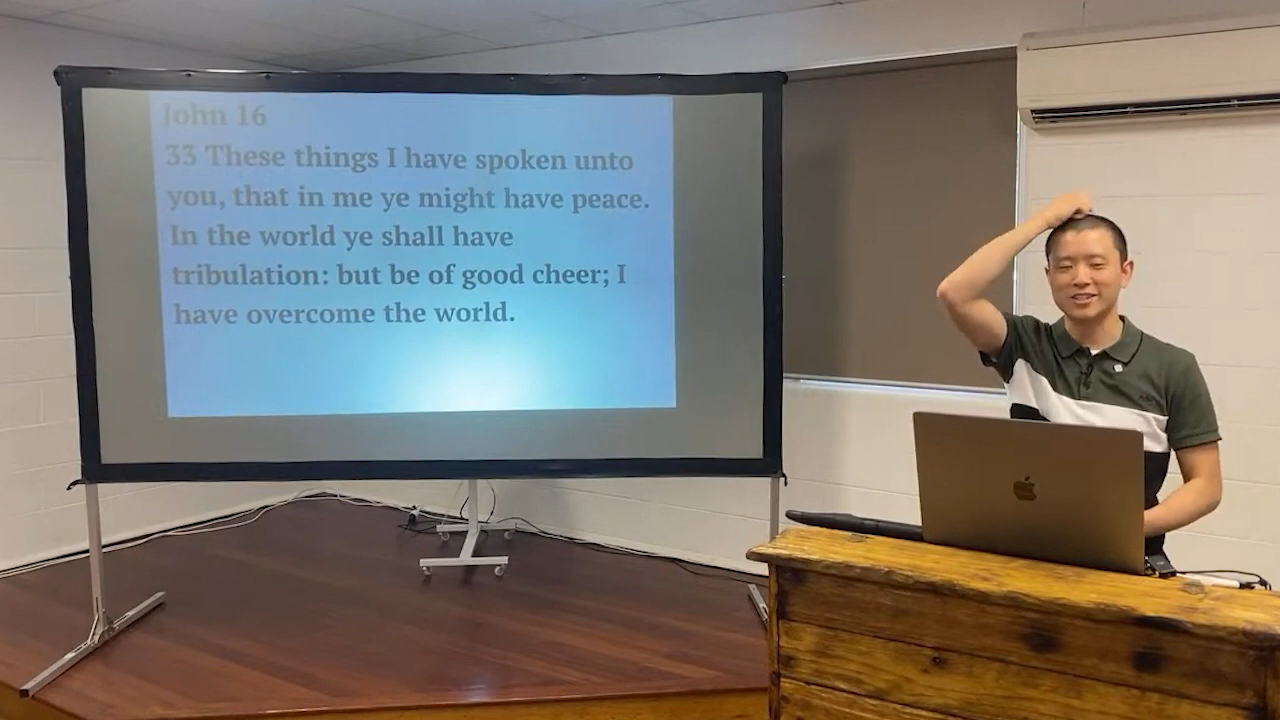 John 16
33 These things I have spoken unto
you, that in me ye might have peace.
In the world ye shall have
tribulation: but be of good cheer; I
have overcome the world.